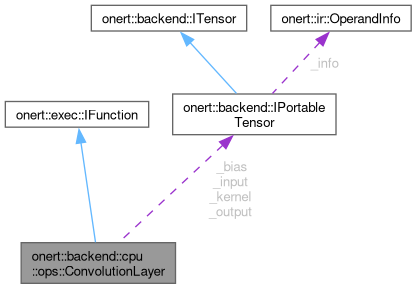 onert::backend::ITensor
onert::ir::OperandInfo
_info
onert::exec::IFunction
onert::backend::IPortable
Tensor
_bias
_input
_kernel
_output
onert::backend::cpu
::ops::ConvolutionLayer